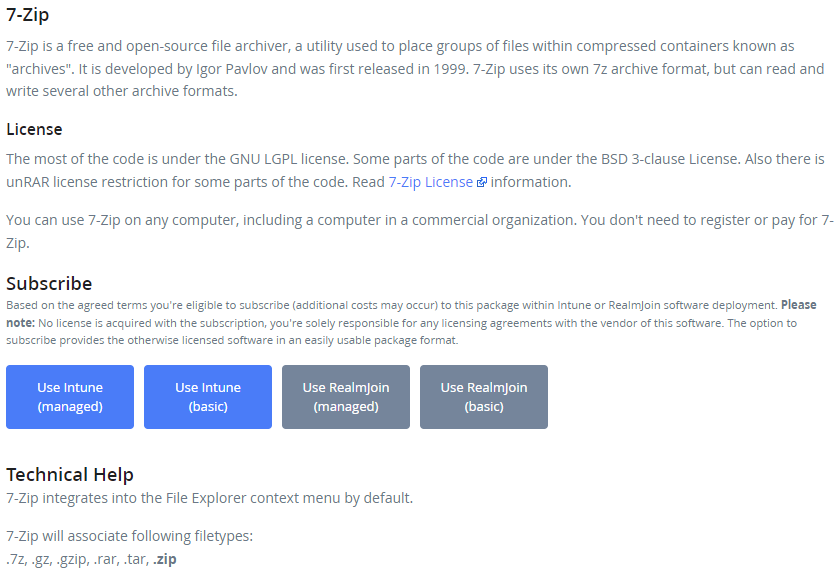 7-Zip
7-Zip is a free and open-source file archiver, a utility used to place groups of files within compressed containers known as
"archives". It is developed by Igor Pavlov and was first released in 1999. 7-Zip uses its own 7z archive format, but can read and
write several other archive formats.
License
The most of the code is under the GNU LGPL license. Some parts of the code are under the BSD 3-clause License. Also there is
unRAR license restriction for some parts of the code. Read 7-Zip License information.
You can use 7-Zip on any computer, including a computer in a commercial organization. You don't need to register or pay for 7-
Zip.
Subscribe
Based on the agreed terms you're eligible to subscribe (additional costs may occur) to this package within Intune or RealmJoin software deployment. Please
note: No license is acquired with the subscription, you're solely responsible for any licensing agreements with the vendor of this software. The option to
subscribe provides the otherwise licensed software in an easily usable package format.
Use Intune
(managed)
Use Intune
(basic)
Use RealmJoin
(managed)
Use RealmJoin
(basic)
Technical Help
7-Zip integrates into the File Explorer context menu by default.
7-Zip will associate following filetypes:
.7z, .gz, .gzip, .rar, .tar, .zip